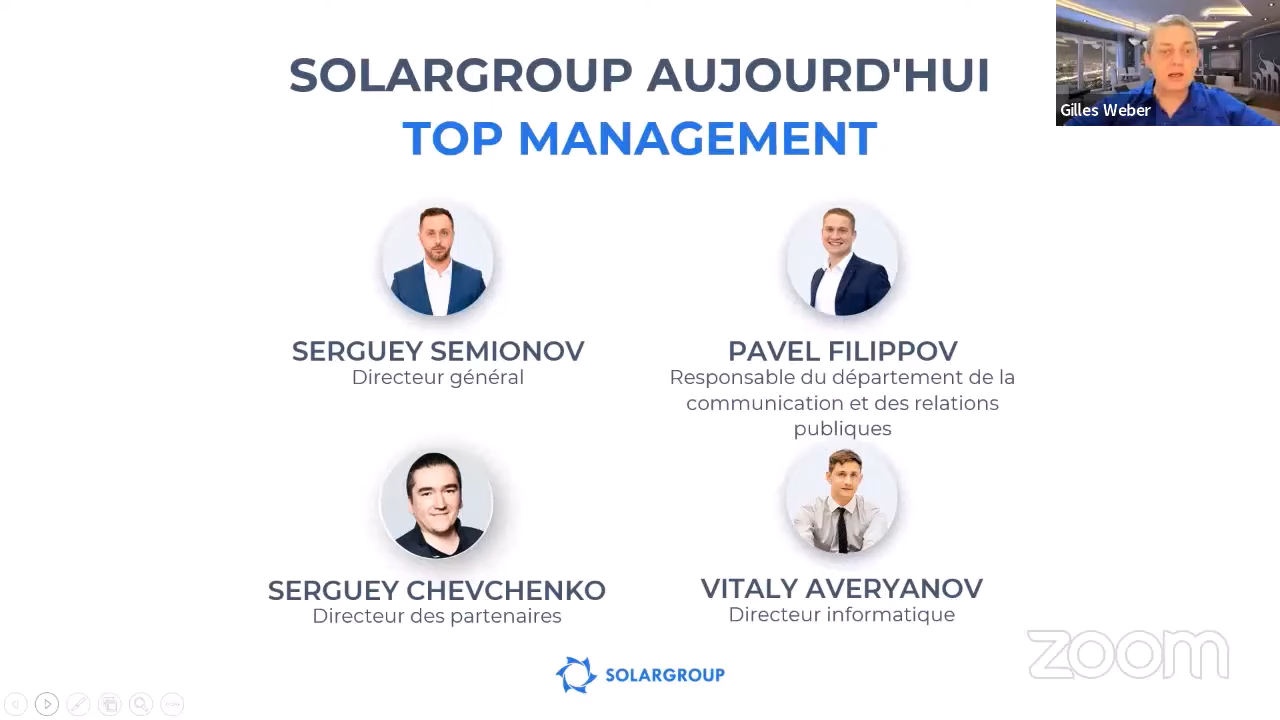 SOLARGROUP AUJOURD'HUI
TOP MANAGEMENT
Gilles Weber
SERGUEY SEMIONOV
Directeur général
PAVEL FILIPPOV
Responsable du département de la
communication et des relations
publiques
SERGUEY CHEVCHENKO
Directeur des partenaires
VITALY AVERYANOV
Directeur informatique
SOLARGROUP
zoom